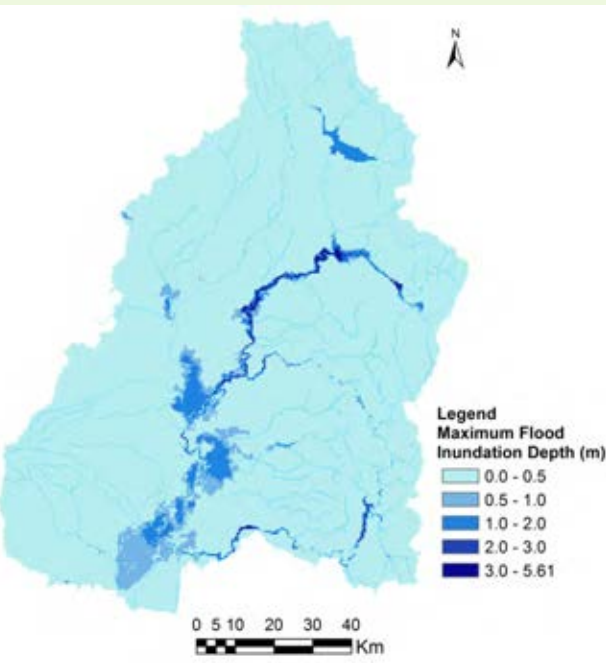 N
Legend
Maximum Flood
Inundation Depth (m)
0.0 - 0.5
0.5 - 1.0
1.0 - 2.0
2.0 - 3.0
3.0 - 5.61
0 5 10 20 30 40
Km